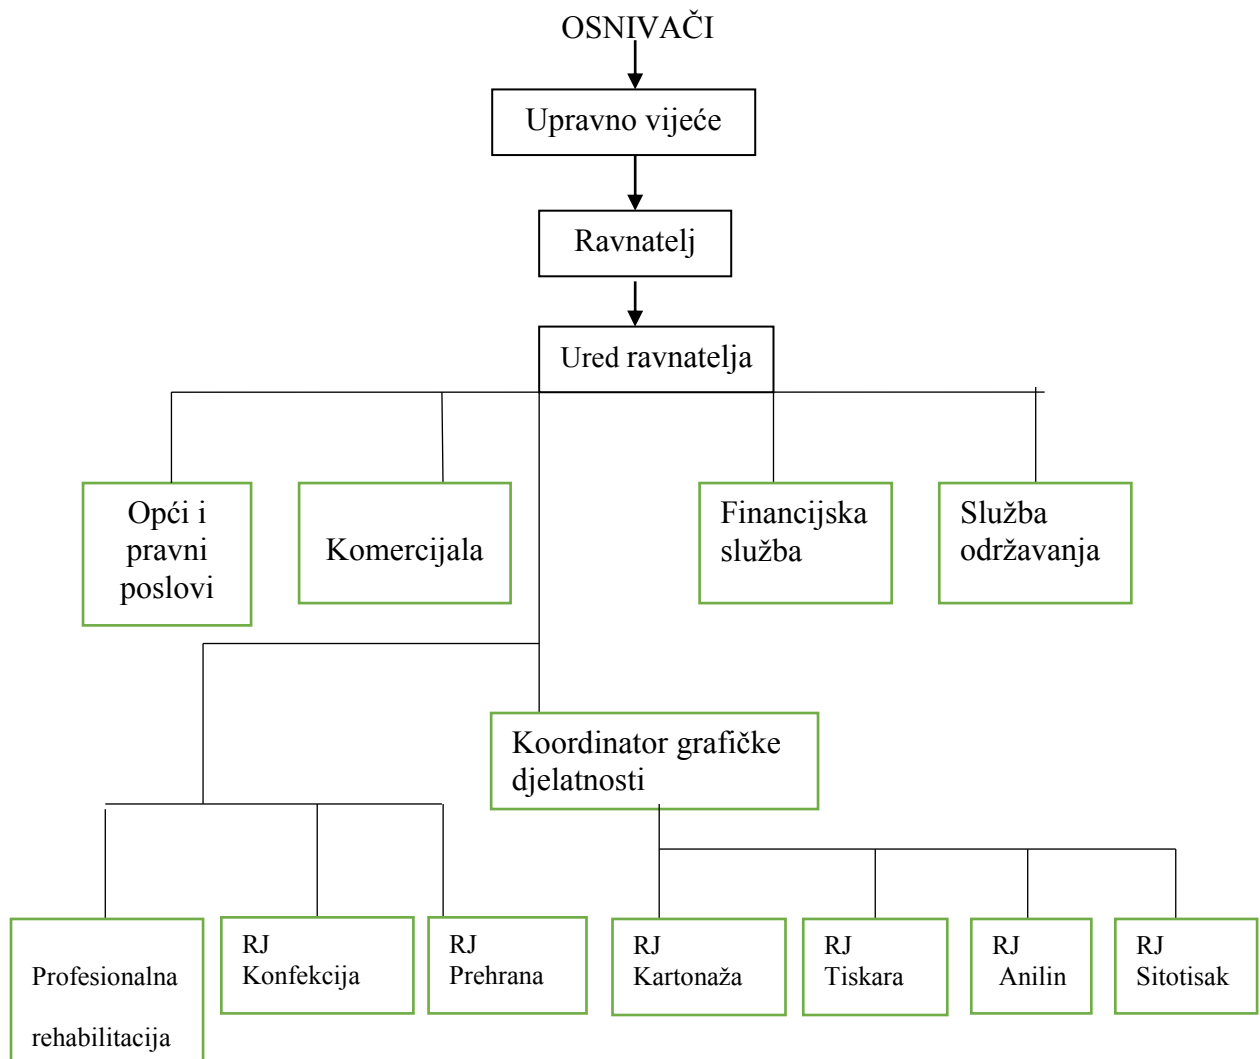 OSNIVAČI
Upravno vijeće
Ravnatelj
Ured ravnatelja
Opći i
pravni
poslovi
Komercijala
Financijska
služba
Služba
održavanja
Koordinator grafičke
djelatnosti
Profesionalna
rehabilitacija
RJ
Konfekcija
RJ
Prehrana
RJ
Kartonaža
RJ
Tiskara
RJ
Anilin
RJ
Sitotisak